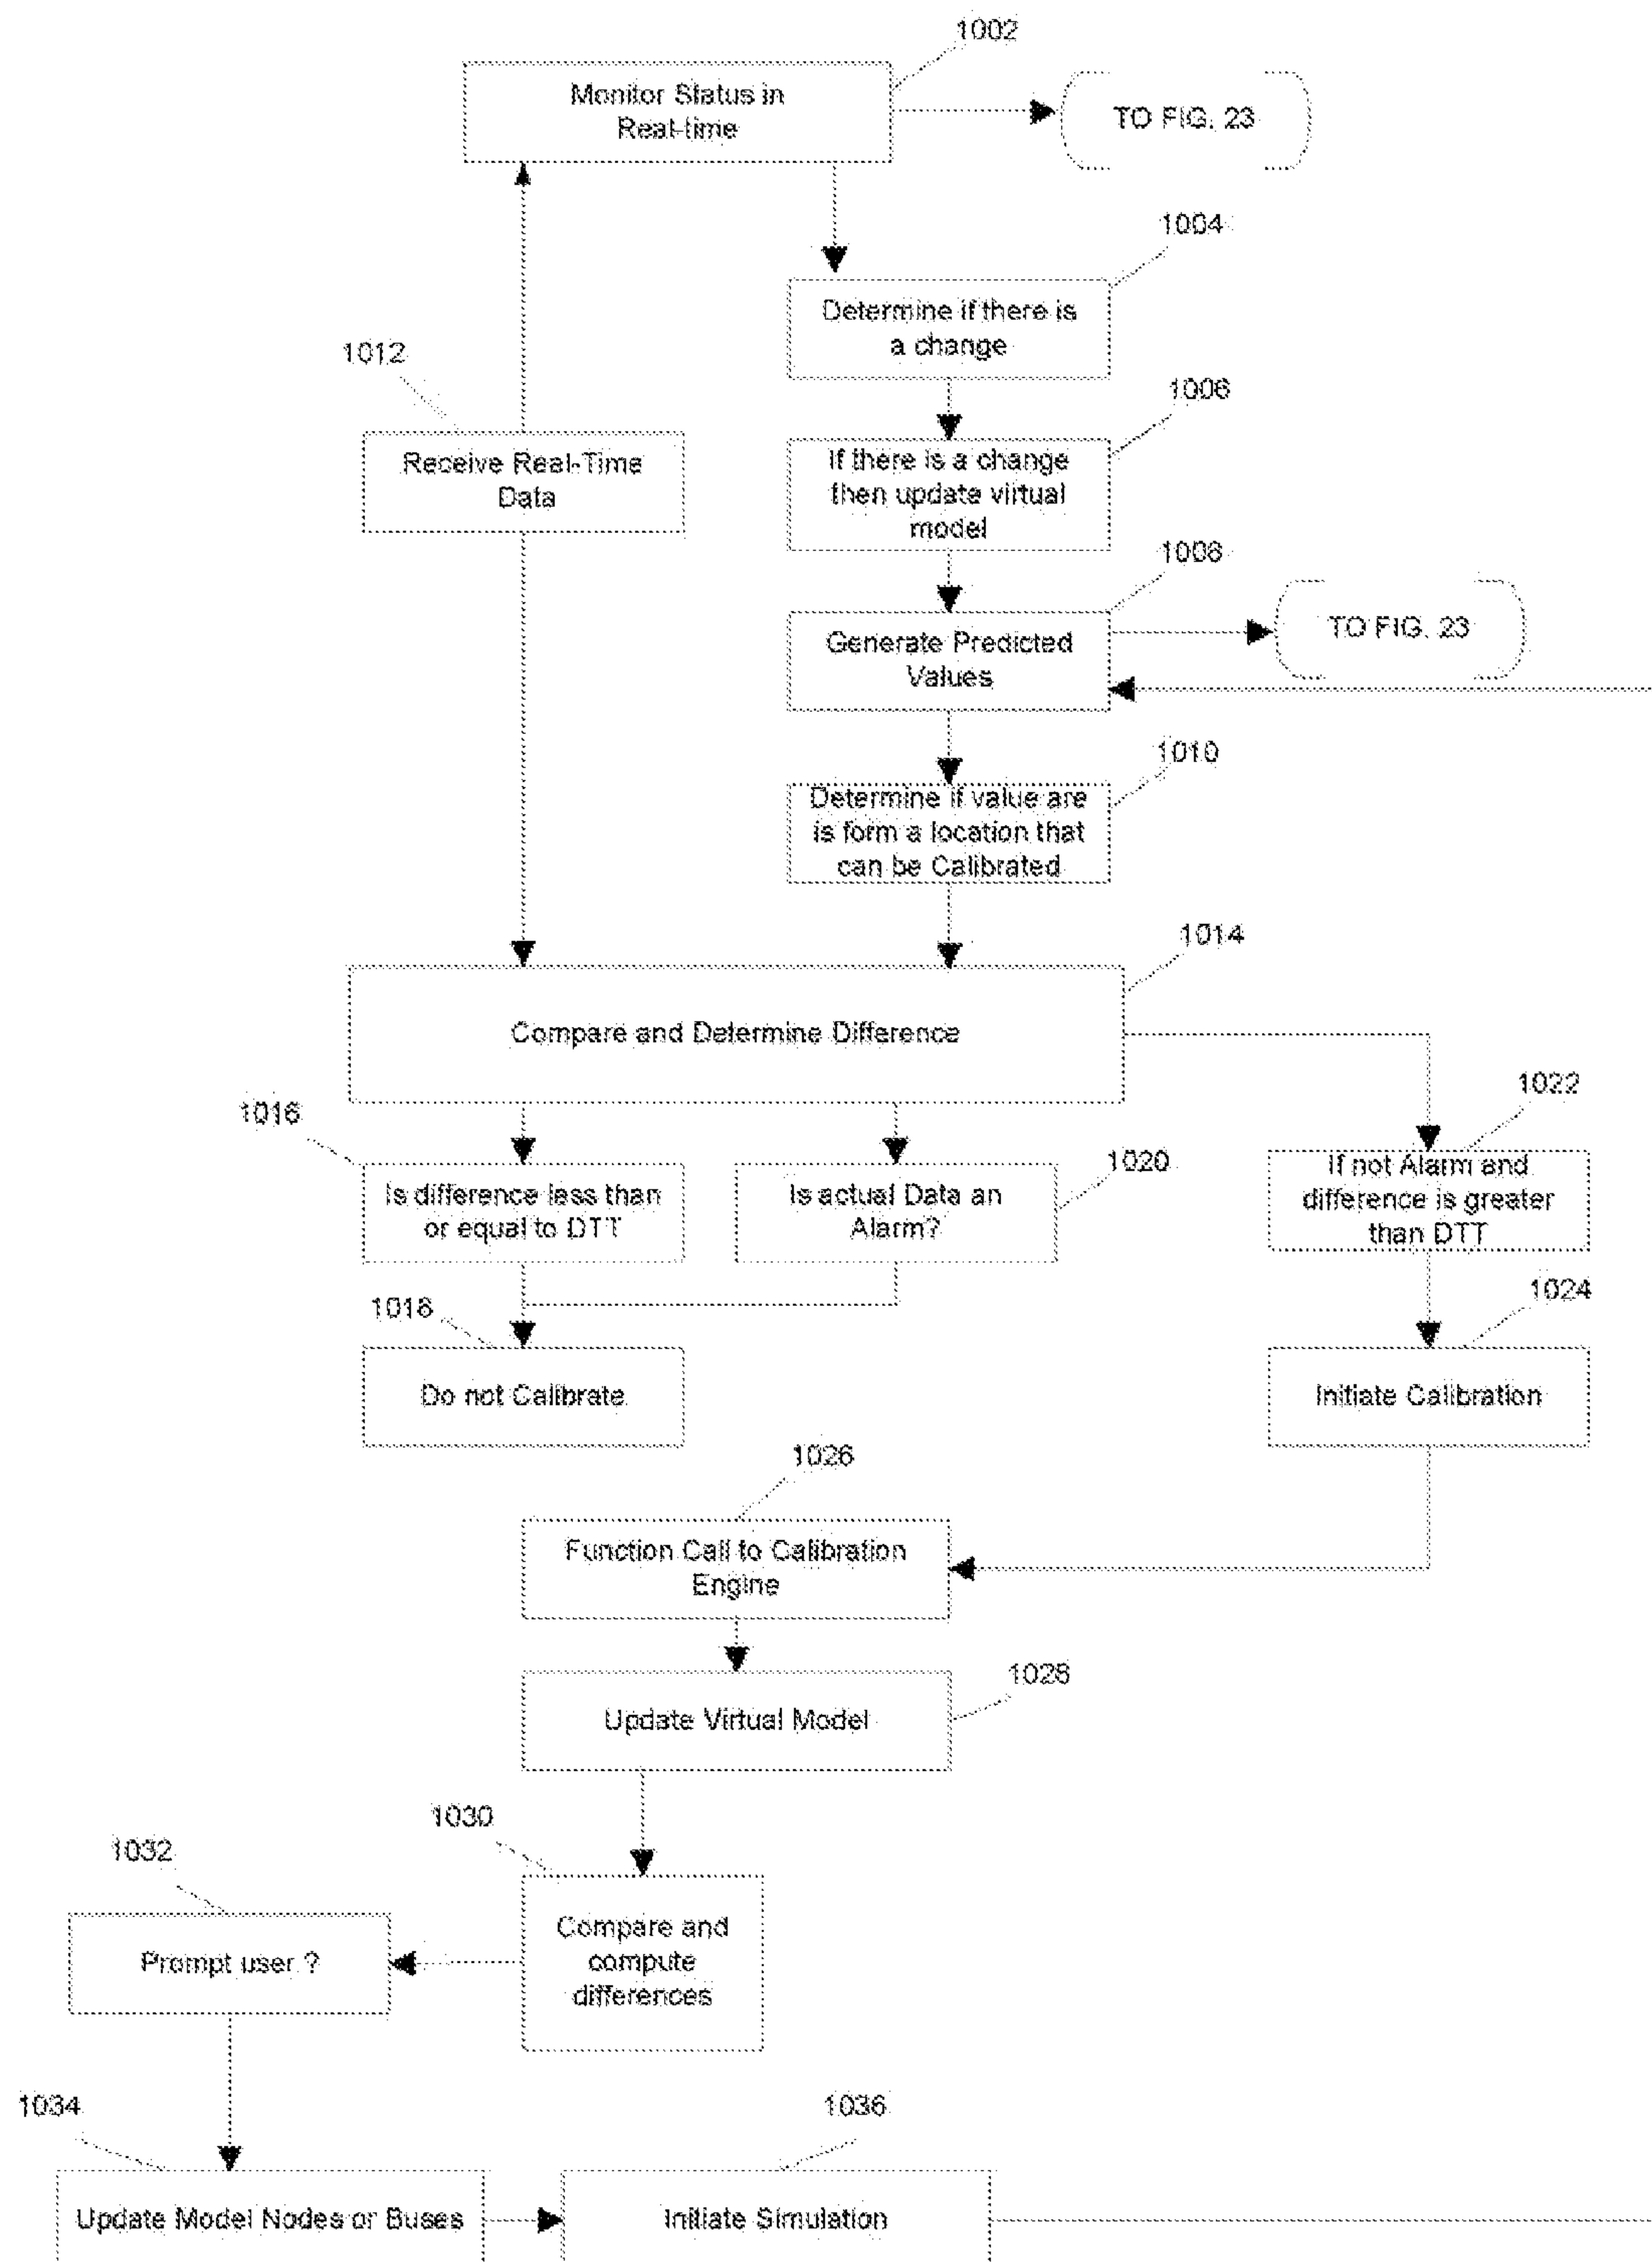 1002
Monitor Status in
Real-time
TO FIG. 23
1004
Determine if there is
a change
1012
1006
Receive Real-Time
Data
If there is a change
then update virtual
model
1008
Generate Predicted
Values
TO FIG. 23
1010
Determine if value are
is form a location that
can be Calibrated
1014
Compare and Determine Difference
1022
1016
1020
Is difference less than
or equal to DTT
Is actual Data an
Alarm?
If not Alarm and
difference is greater
than DTT
1018
1024
Do not Calibrate
Initiate Calibration
1026
Function Call to Calibration
Engine
1028
Update Virtual Model
1030
1032
Compare and
compute
differences
Prompt user ?
1034
1036
Update Model Nodes or Buses
Initiate Simulation